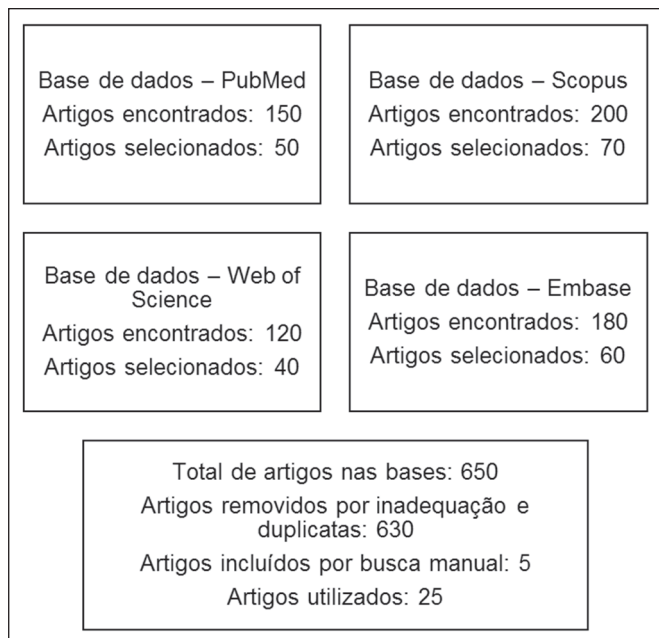 Base de dados – PubMed
Artigos encontrados: 150
Artigos selecionados: 50
Base de dados – Scopus
Artigos encontrados: 200
Artigos selecionados: 70
Base de dados – Web of
Science
Artigos encontrados: 120
Artigos selecionados: 40
Base de dados – Embase
Artigos encontrados: 180
Artigos selecionados: 60
Total de artigos nas bases: 650
Artigos removidos por inadequação e
duplicatas: 630
Artigos incluídos por busca manual: 5
Artigos utilizados: 25